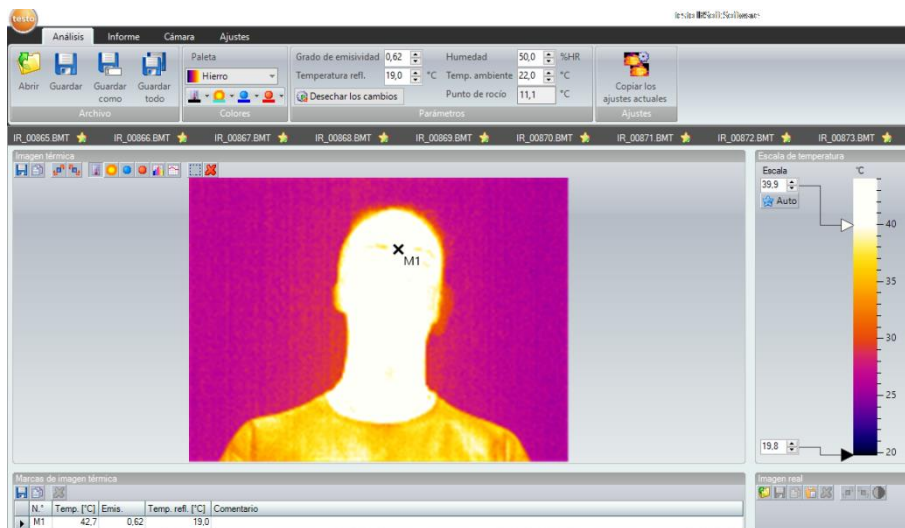 testo
testo IRSoft Software
Análisis Informe Cámara Ajustes
Abrir Guardar Guardar como Guardar todo
Archivo
Paleta
Hierro
Colores
Grado de emisividad 0,62 Humedad 50,0 %HR
Temperatura refl. 19,0 °C Temp. ambiente 22,0 °C
Desechar los cambios Punto de rocío 11,1 °C
Parámetros
Copiar los
ajustes actuales
Ajustes
IR_00865.BMT IR_00866.BMT IR_00867.BMT IR_00868.BMT IR_00869.BMT IR_00870.BMT IR_00871.BMT IR_00872.BMT IR_00873.BMT
Imagen térmica
M1
Escala de temperatura
Escala °C
39,9
Auto
40
35
30
25
19,8
20
Marcas de imagen térmica
N.° Temp. [°C] Emis. Temp. refl. [°C] Comentario
M1 42,7 0,62 19,0
Imagen real